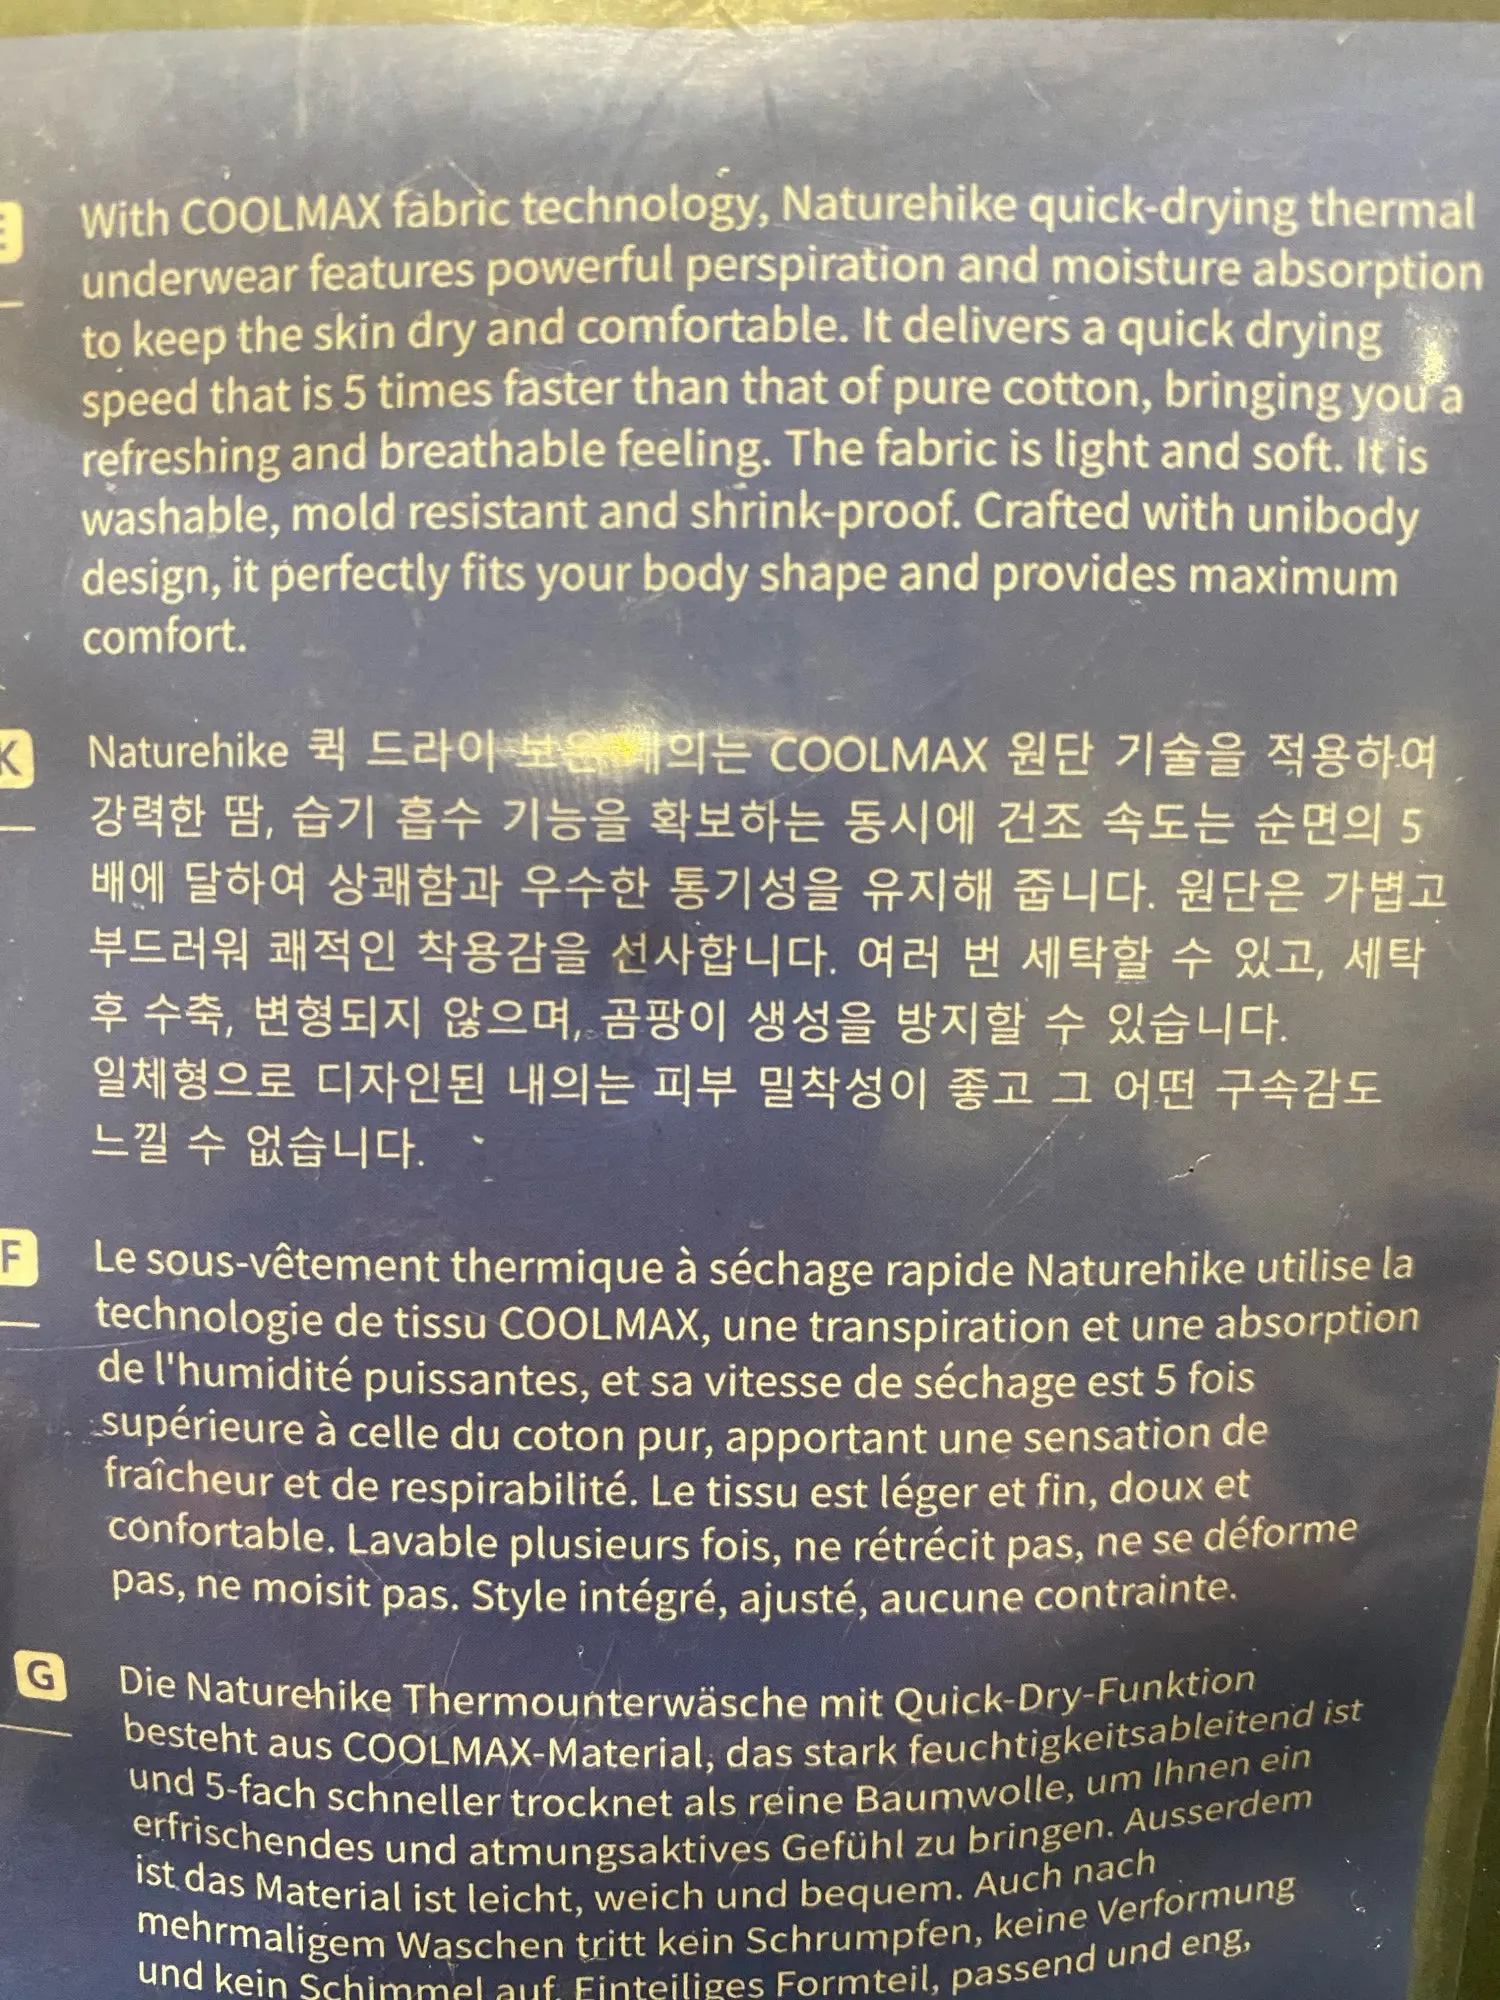 E
With COOLMAX fabric technology, Naturehike quick-drying thermal
underwear features powerful perspiration and moisture absorption
to keep the skin dry and comfortable. It delivers a quick drying
speed that is 5 times faster than that of pure cotton, bringing you a
refreshing and breathable feeling. The fabric is light and soft. It is
washable, mold resistant and shrink-proof. Crafted with unibody
design, it perfectly fits your body shape and provides maximum
comfort.
K
Naturehike 퀵 드라이 보온 내의는 COOLMAX 원단 기술을 적용하여
강력한 땀, 습기 흡수 기능을 확보하는 동시에 건조 속도는 순면의 5
배에 달하여 상쾌함과 우수한 통기성을 유지해 줍니다. 원단은 가볍고
부드러워 쾌적인 착용감을 선사합니다. 여러 번 세탁할 수 있고, 세탁
후 수축, 변형되지 않으며, 곰팡이 생성을 방지할 수 있습니다.
일체형으로 디자인된 내의는 피부 밀착성이 좋고 그 어떤 구속감도
느낄 수 없습니다.
F
Le sous-vêtement thermique à séchage rapide Naturehike utilise la
technologie de tissu COOLMAX, une transpiration et une absorption
de l'humidité puissantes, et sa vitesse de séchage est 5 fois
supérieure à celle du coton pur, apportant une sensation de
fraîcheur et de respirabilité. Le tissu est léger et fin, doux et
confortable. Lavable plusieurs fois, ne rétrécit pas, ne se déforme
pas, ne moisit pas. Style intégré, ajusté, aucune contrainte.
G
Die Naturehike Thermounterwäsche mit Quick-Dry-Funktion
besteht aus COOLMAX-Material, das stark feuchtigkeitsableitend ist
und 5-fach schneller trocknet als reine Baumwolle, um Ihnen ein
erfrischendes und atmungsaktives Gefühl zu bringen. Ausserdem
ist das Material ist leicht, weich und bequem. Auch nach
mehrmaligem Waschen tritt kein Schrumpfen, keine Verformung
und kein Schimmel auf. Einteiliges Formteil, passend und eng,